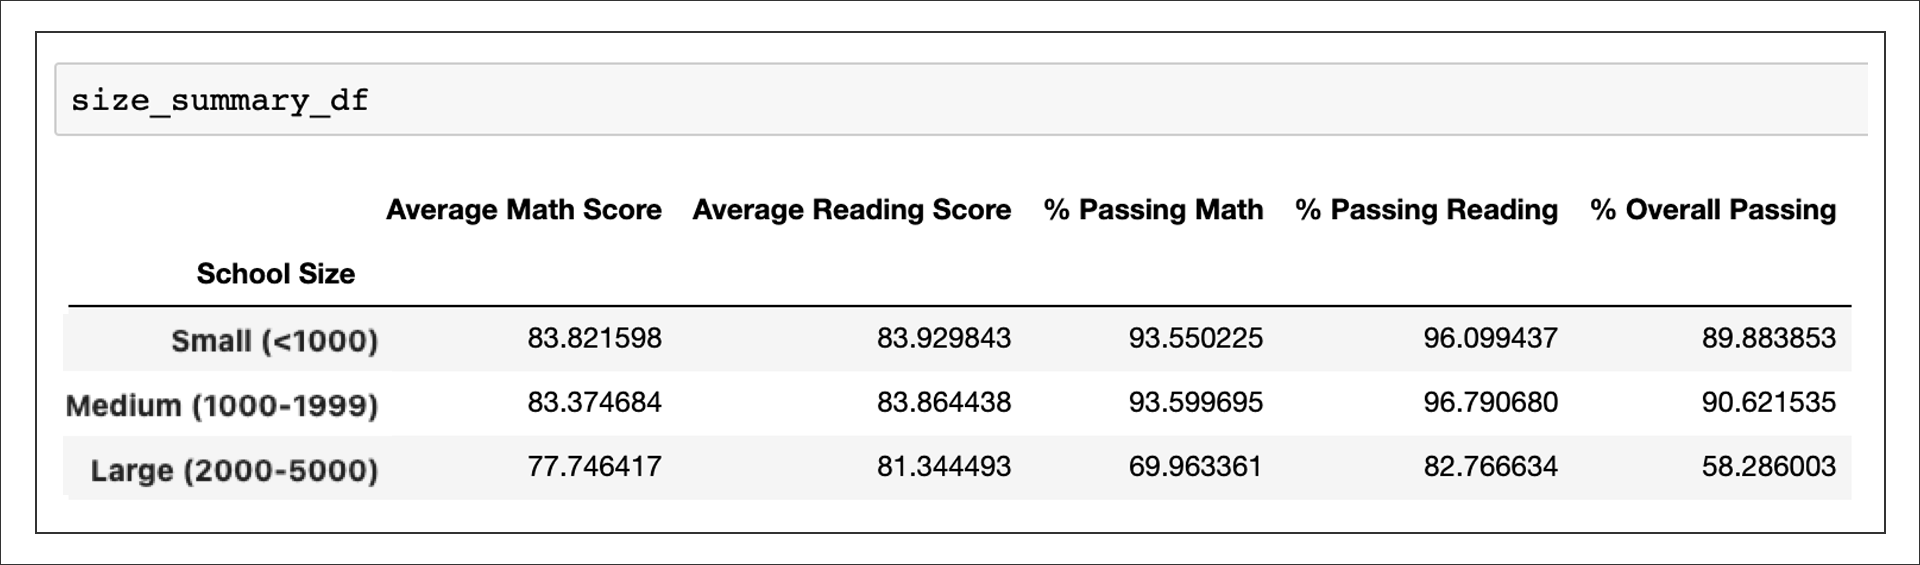 size_summary_df
Average Math Score Average Reading Score % Passing Math % Passing Reading % Overall Passing
School Size
Small (<1000) 83.821598 83.929843 93.550225 96.099437 89.883853
Medium (1000-1999) 83.374684 83.864438 93.599695 96.790680 90.621535
Large (2000-5000) 77.746417 81.344493 69.963361 82.766634 58.286003